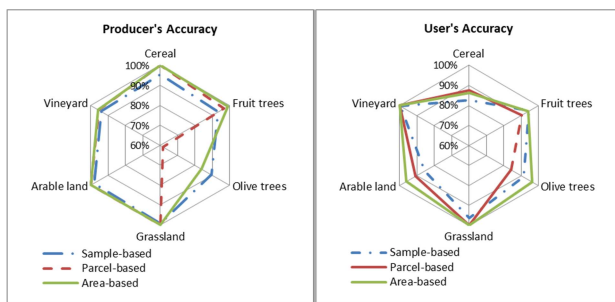 Producer's Accuracy
Cereal
100%
90%
80%
70%
60%
Fruit trees
Olive trees
Grassland
Arable land
Vineyard
Sample-based
Parcel-based
Area-based
User's Accuracy
Cereal
100%
90%
80%
70%
60%
Fruit trees
Olive trees
Grassland
Arable land
Vineyard
Sample-based
Parcel-based
Area-based